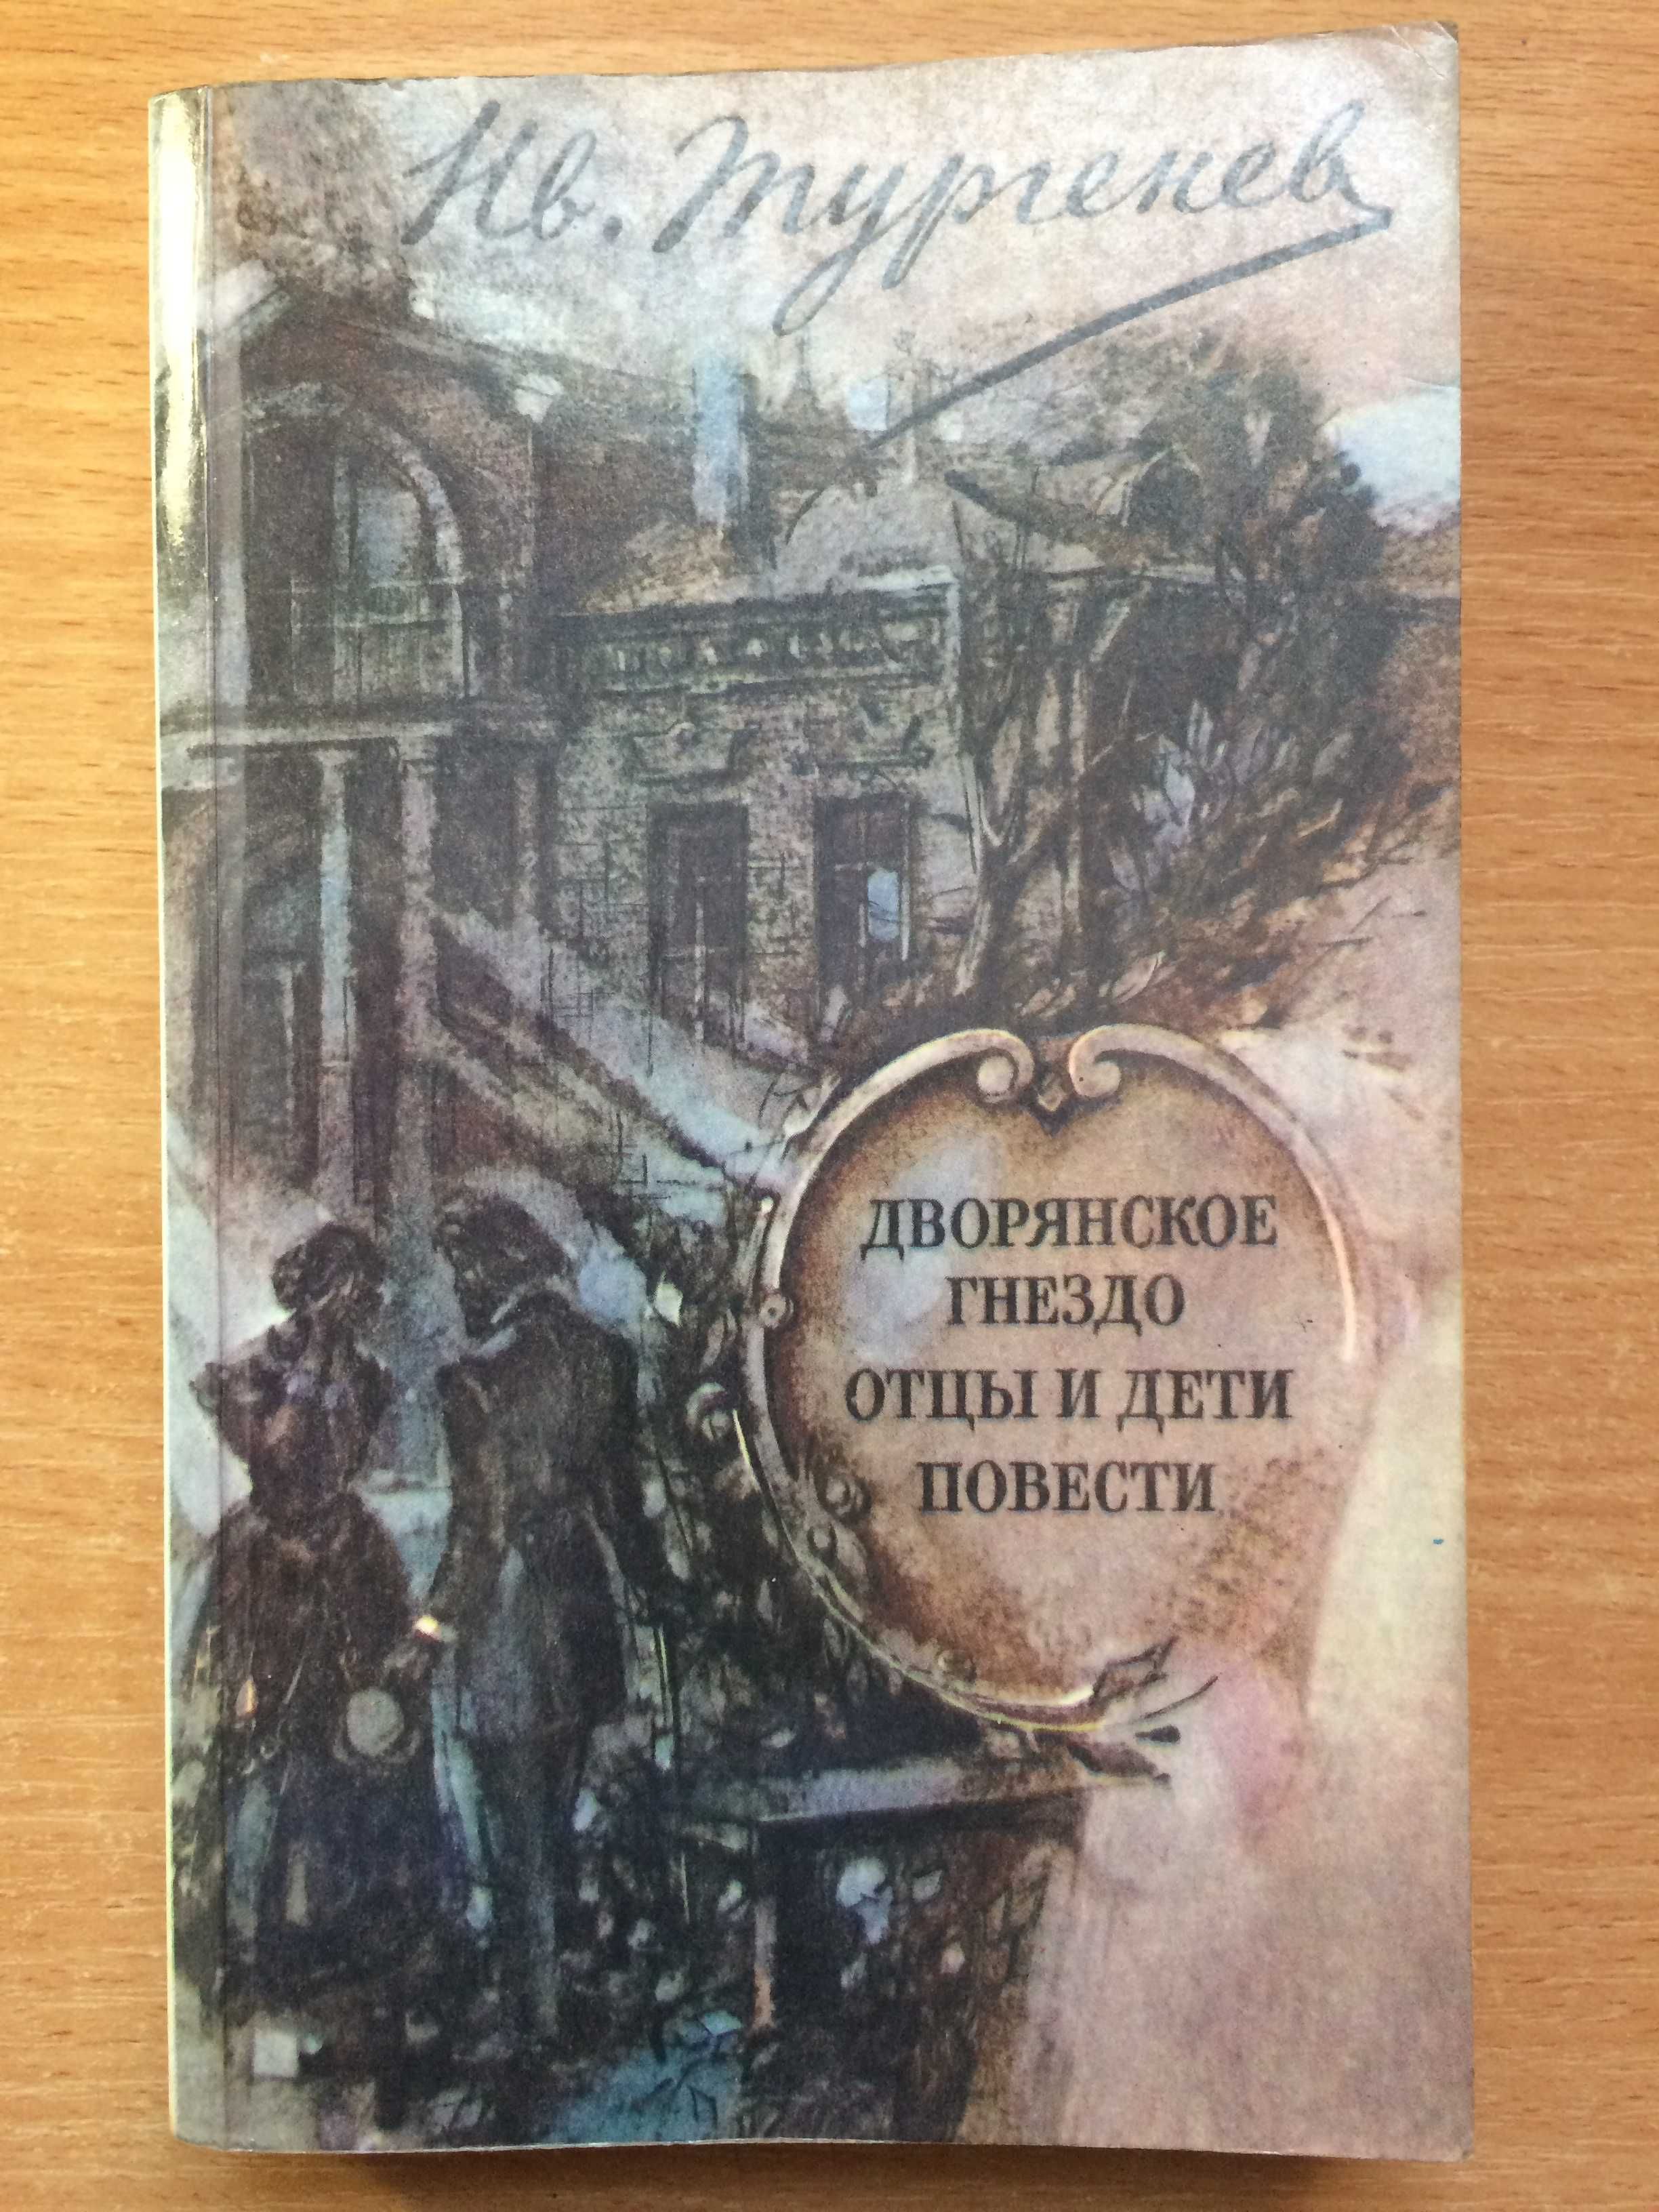 Ив. Тургенев
ДВОРЯНСКОЕ
ГНЕЗДО
ОТЦЫ И ДЕТИ
ПОВЕСТИ